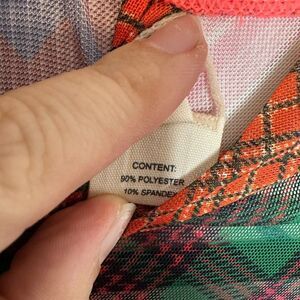 CONTENT:
90% POLYESTER
10% SPANDEX